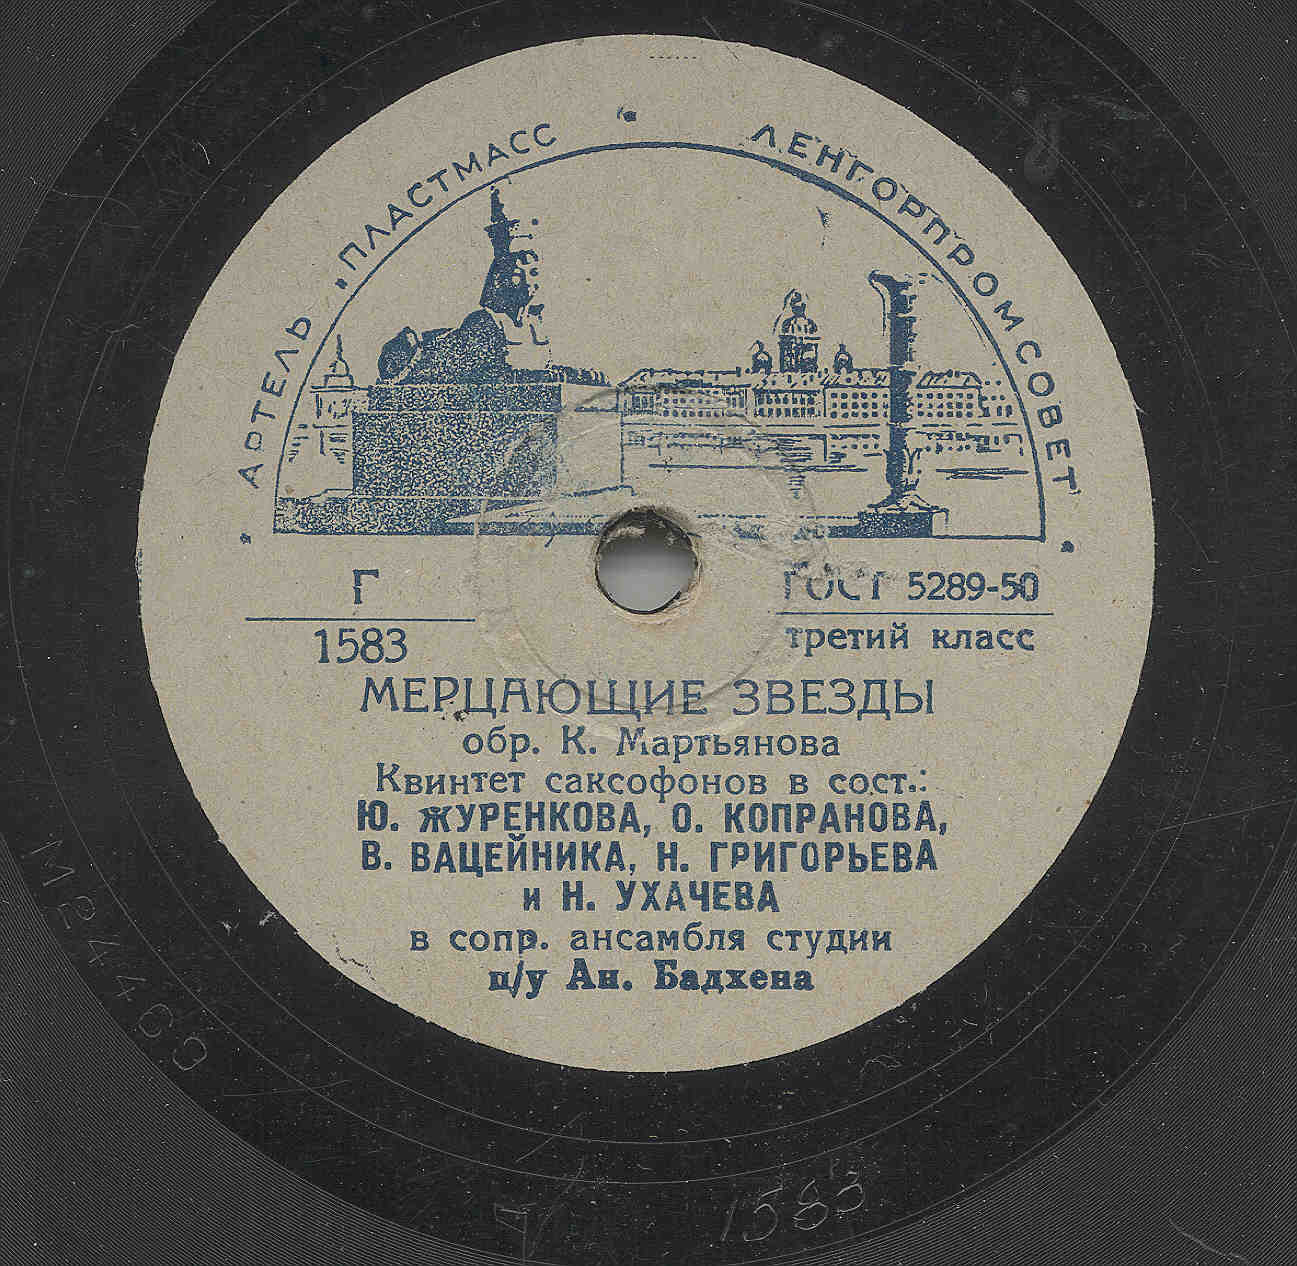 АРТЕЛЬ „ПЛАСТМАСС" • ЛЕНГОРПРОМСОВЕТ
Г
1583
ГОСТ 5289-50
третий класс
МЕРЦАЮЩИЕ ЗВЕЗДЫ
обр. К. Мартьянова
Квинтет саксофонов в сост.:
Ю. ЖУРЕНКОВА, О. КОПРАНОВА,
В. ВАЦЕЙНИКА, Н. ГРИГОРЬЕВА
и Н. УХАЧЕВА
в сопр. ансамбля студии
п/у Ан. Бадхена
1583